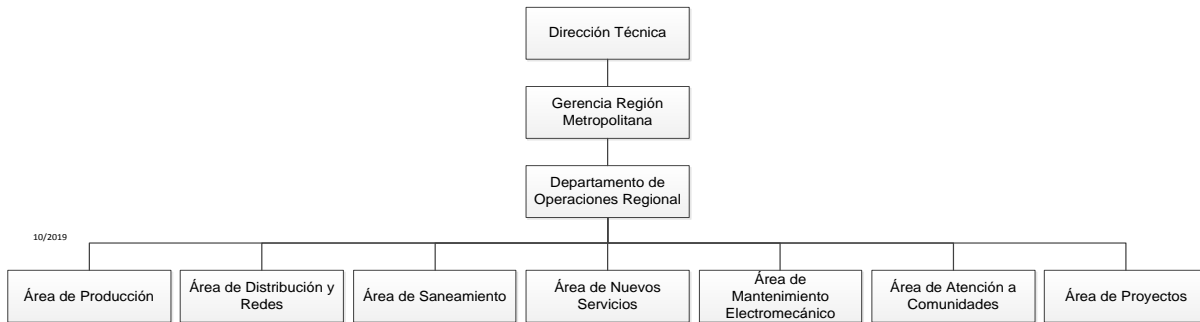 Dirección Técnica
Gerencia Región
Metropolitana
Departamento de
Operaciones Regional
10/2019
Área de Producción
Área de Distribución y
Redes
Área de Saneamiento
Área de Nuevos
Servicios
Área de
Mantenimiento
Electromecánico
Área de Atención a
Comunidades
Área de Proyectos